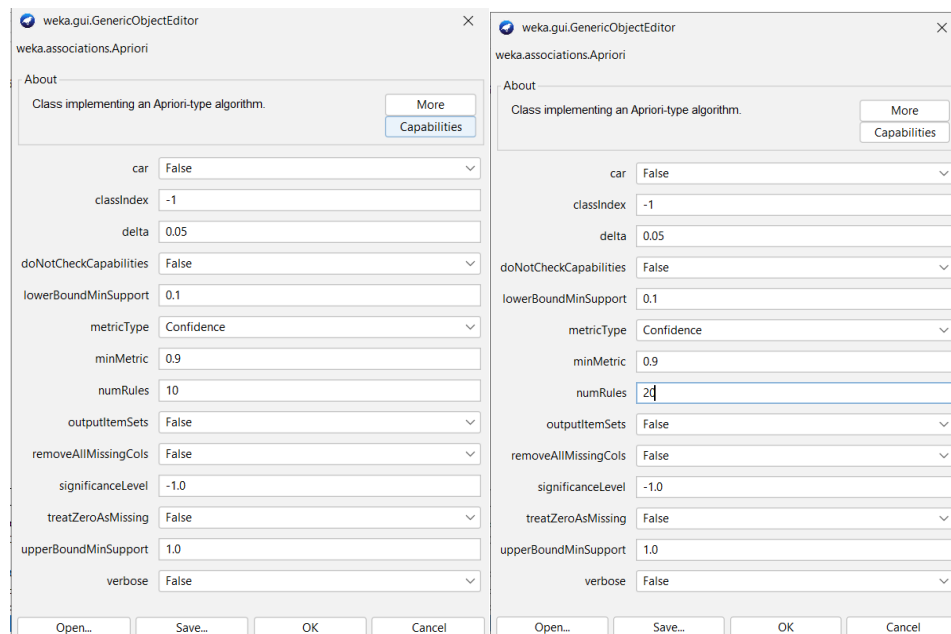 weka.gui.GenericObjectEditor
weka.associations.Apriori
About
Class implementing an Apriori-type algorithm.
More
Capabilities
car False
classIndex -1
delta 0.05
doNotCheckCapabilities False
lowerBoundMinSupport 0.1
metricType Confidence
minMetric 0.9
numRules 10
outputItemSets False
removeAllMissingCols False
significanceLevel -1.0
treatZeroAsMissing False
upperBoundMinSupport 1.0
verbose False
Open... Save... OK Cancel
weka.gui.GenericObjectEditor
weka.associations.Apriori
About
Class implementing an Apriori-type algorithm.
More
Capabilities
car False
classIndex -1
delta 0.05
doNotCheckCapabilities False
lowerBoundMinSupport 0.1
metricType Confidence
minMetric 0.9
numRules 20
outputItemSets False
removeAllMissingCols False
significanceLevel -1.0
treatZeroAsMissing False
upperBoundMinSupport 1.0
verbose False
Open... Save... OK Cancel